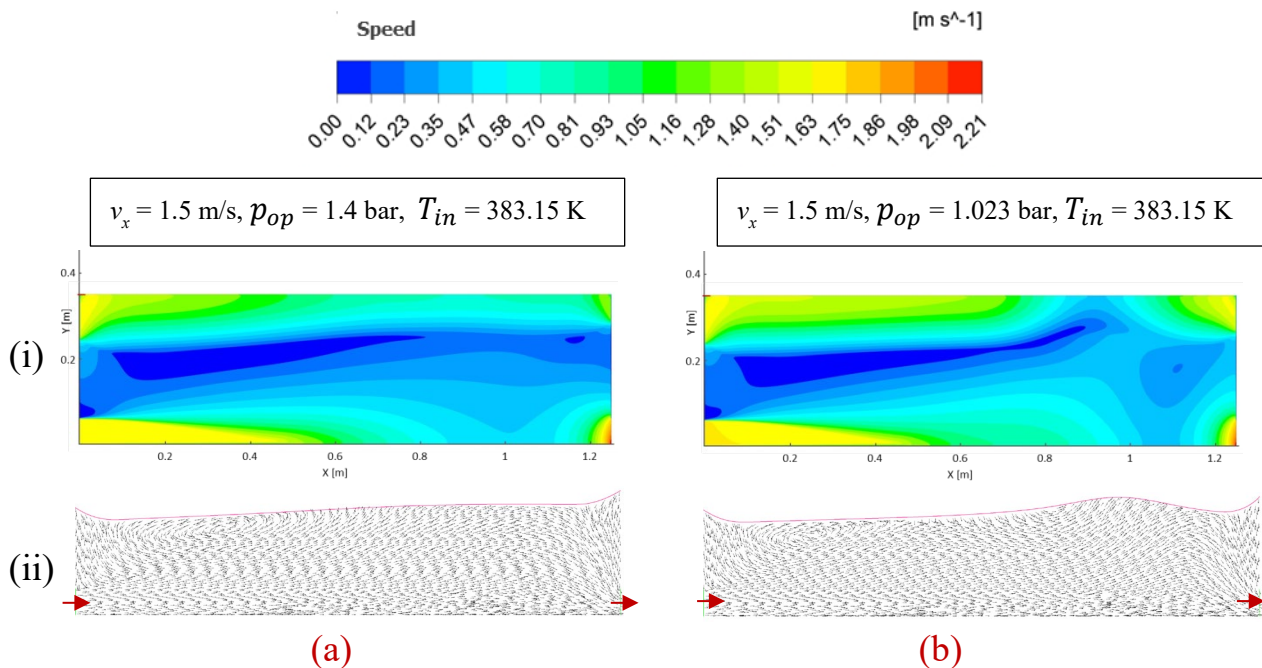 Speed [m s^-1]
0.00 0.12 0.23 0.35 0.47 0.58 0.70 0.81 0.93 1.05 1.16 1.28 1.40 1.51 1.63 1.75 1.86 1.98 2.09 2.21
vₓ = 1.5 m/s, pₒₚ = 1.4 bar, Tᵢₙ = 383.15 K
vₓ = 1.5 m/s, pₒₚ = 1.023 bar, Tᵢₙ = 383.15 K
(i)
0.4
Y [m]
0.2
0.2 0.4 0.6 0.8 1 1.2
X [m]
0.4
Y [m]
0.2
0.2 0.4 0.6 0.8 1 1.2
X [m]
(ii)
(a)
(b)